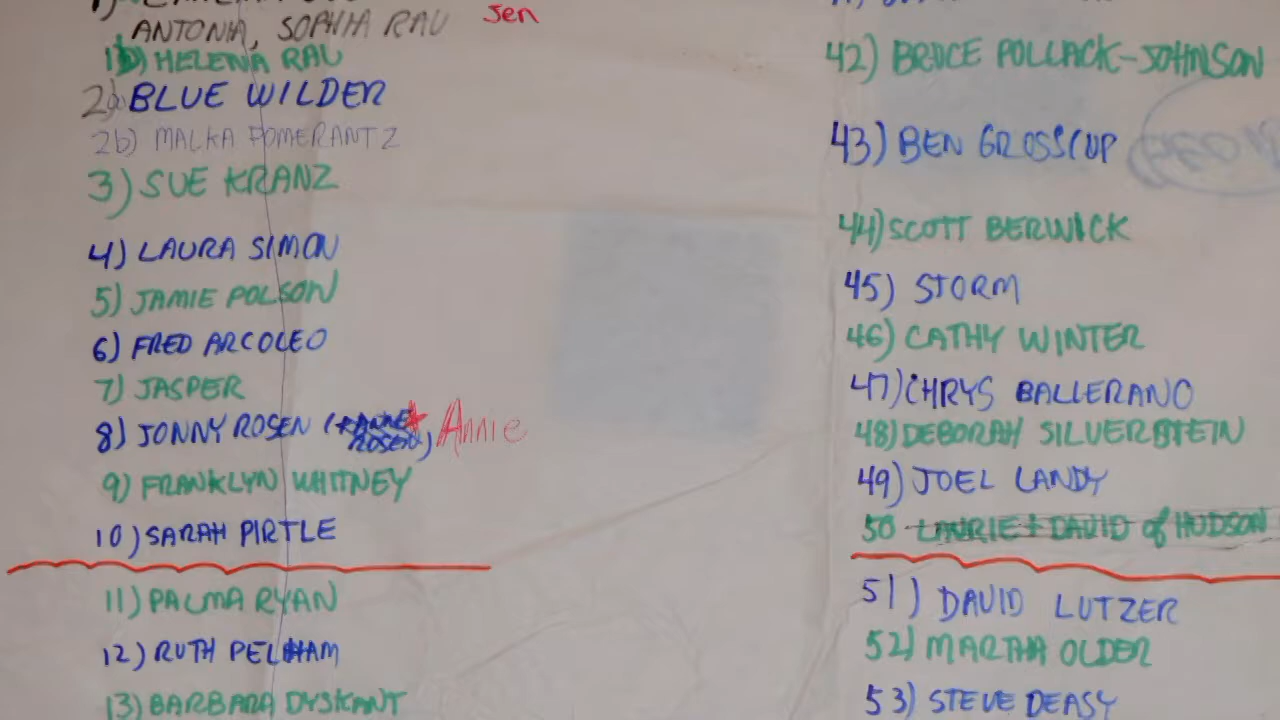 1)
ANTONIA, SOPHIA RAU Jen
1b) HELENA RAU
2a) BLUE WILDER
2b) MALKA POMERANTZ
3) SUE KRANZ
4) LAURA SIMON
5) JAMIE POLSON
6) FRED ARCOLEO
7) JASPER
8) JONNY ROSEN (+ ANNE ROSEN) Annie
9) FRANKLYN WHITNEY
10) SARAH PIRTLE
11) PALMA RYAN
12) RUTH PELHAM
13) BARBARA DYSKANT
42) BRUCE POLLACK-JOHNSON
43) BEN GROSSCUP
44) SCOTT BERWICK
45) STORM
46) CATHY WINTER
47) CHRYS BALLERANO
48) DEBORAH SILVERSTEIN
49) JOEL LANDY
50 LAURIE + DAVID of HUDSON
51) DAVID LUTZER
52) MARTHA OLDER
53) STEVE DEASY